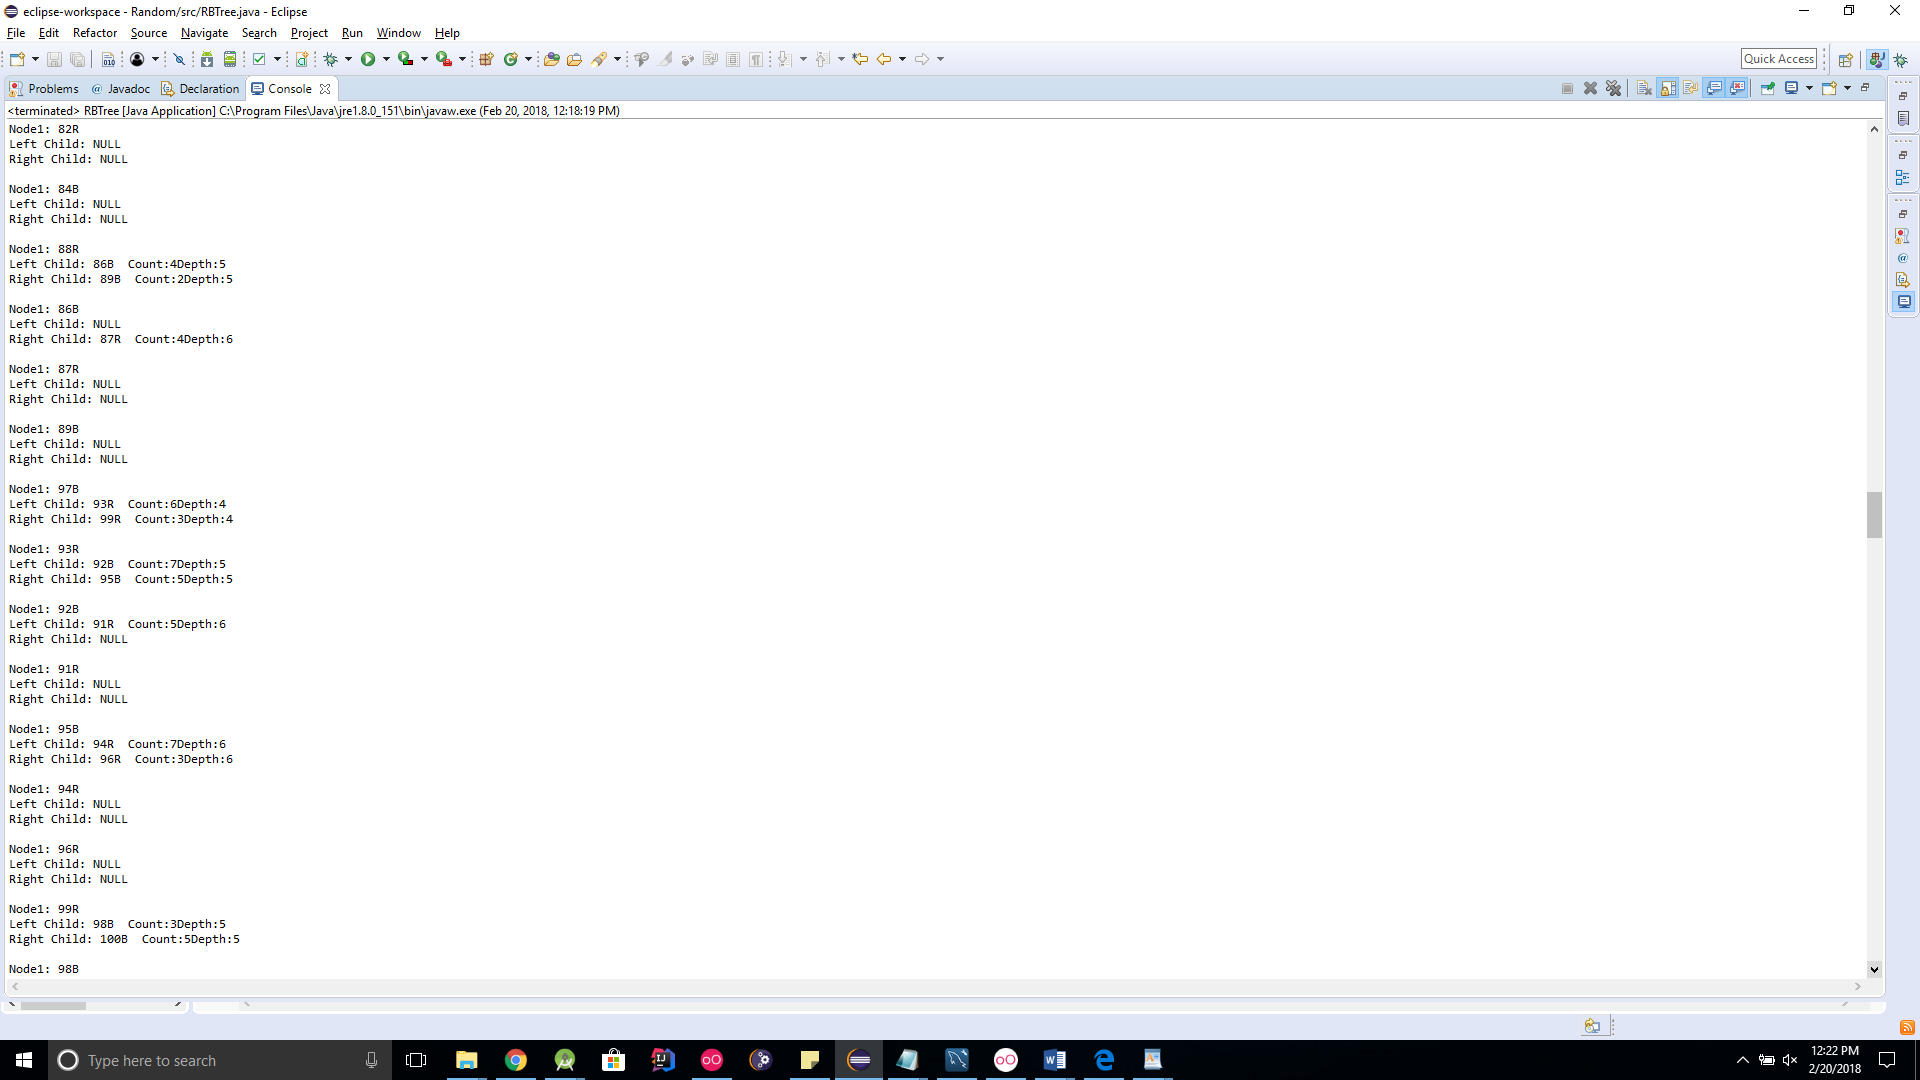 eclipse-workspace - Random/src/RBTree.java - Eclipse
File Edit Refactor Source Navigate Search Project Run Window Help
Quick Access
Problems @ Javadoc Declaration Console
<terminated> RBTree [Java Application] C:\Program Files\Java\jre1.8.0_151\bin\javaw.exe (Feb 20, 2018, 12:18:19 PM)
Node1: 82R
Left Child: NULL
Right Child: NULL
Node1: 84B
Left Child: NULL
Right Child: NULL
Node1: 88R
Left Child: 86B  Count:4Depth:5
Right Child: 89B  Count:2Depth:5
Node1: 86B
Left Child: NULL
Right Child: 87R  Count:4Depth:6
Node1: 87R
Left Child: NULL
Right Child: NULL
Node1: 89B
Left Child: NULL
Right Child: NULL
Node1: 97B
Left Child: 93R  Count:6Depth:4
Right Child: 99R  Count:3Depth:4
Node1: 93R
Left Child: 92B  Count:7Depth:5
Right Child: 95B  Count:5Depth:5
Node1: 92B
Left Child: 91R  Count:5Depth:6
Right Child: NULL
Node1: 91R
Left Child: NULL
Right Child: NULL
Node1: 95B
Left Child: 94R  Count:7Depth:6
Right Child: 96R  Count:3Depth:6
Node1: 94R
Left Child: NULL
Right Child: NULL
Node1: 96R
Left Child: NULL
Right Child: NULL
Node1: 99R
Left Child: 98B  Count:3Depth:5
Right Child: 100B  Count:5Depth:5
Node1: 98B
Type here to search
12:22 PM
2/20/2018